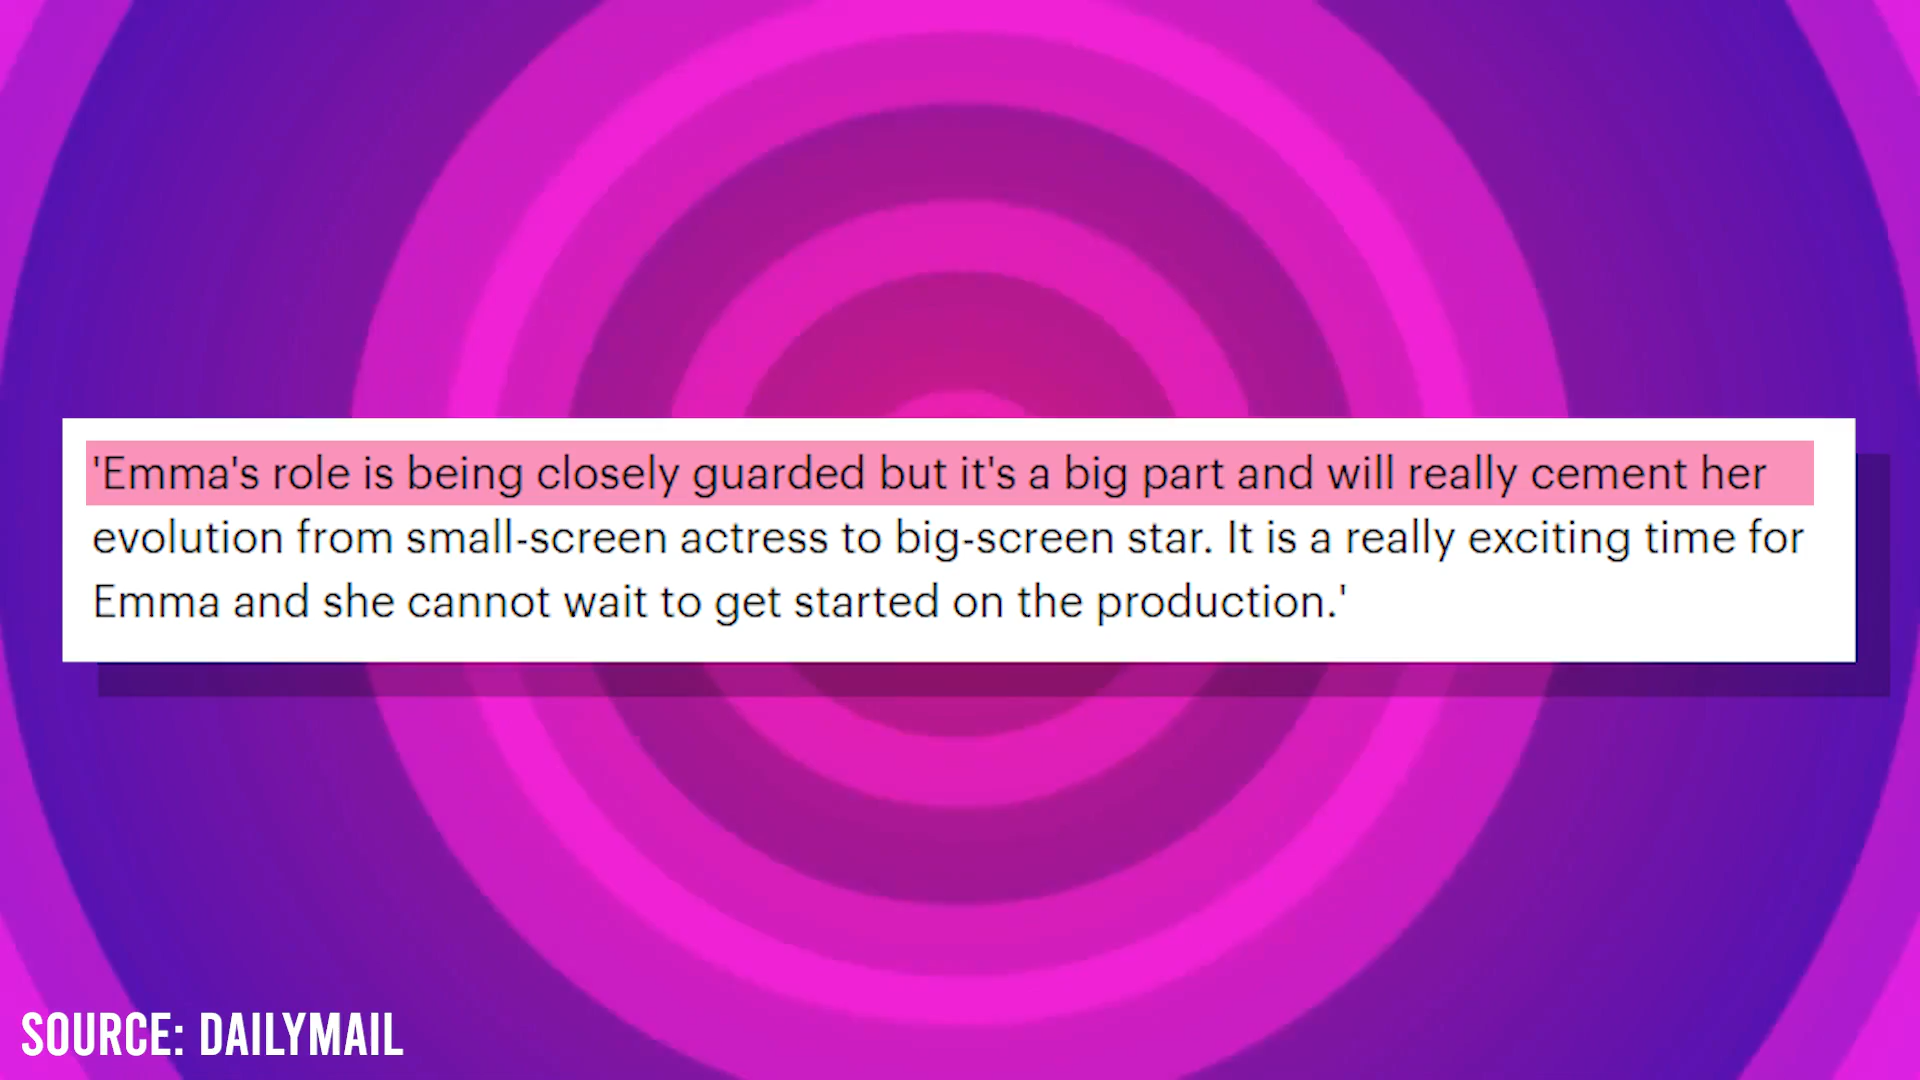 'Emma's role is being closely guarded but it's a big part and will really cement her
evolution from small-screen actress to big-screen star. It is a really exciting time for
Emma and she cannot wait to get started on the production.'
SOURCE: DAILYMAIL